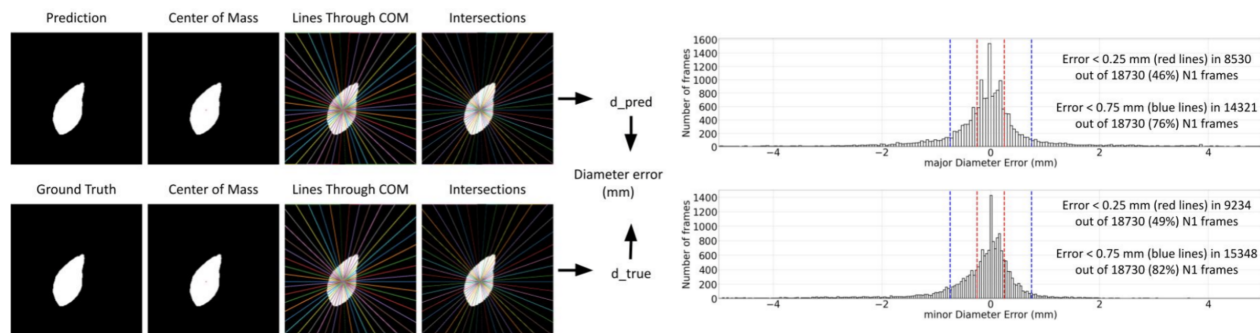 Prediction
Center of Mass
Lines Through COM
Intersections
d_pred
Diameter error
(mm)
d_true
Ground Truth
Center of Mass
Lines Through COM
Intersections
Number of frames
1600
1400
1200
1000
800
600
400
200
0
−4
−2
0
2
4
major Diameter Error (mm)
Error < 0.25 mm (red lines) in 8530
out of 18730 (46%) N1 frames
Error < 0.75 mm (blue lines) in 14321
out of 18730 (76%) N1 frames
Number of frames
1400
1200
1000
800
600
400
200
0
−4
−2
0
2
4
minor Diameter Error (mm)
Error < 0.25 mm (red lines) in 9234
out of 18730 (49%) N1 frames
Error < 0.75 mm (blue lines) in 15348
out of 18730 (82%) N1 frames